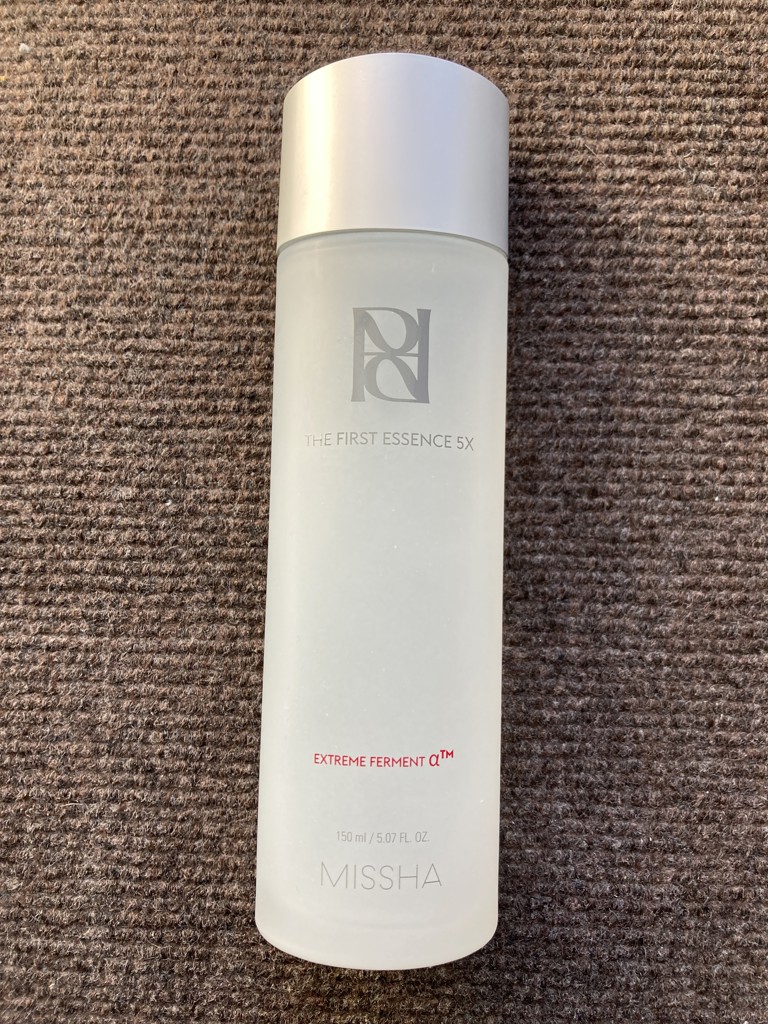 THE FIRST ESSENCE 5X
EXTREME FERMENT α™
150 ml / 5.07 FL. OZ.
MISSHA